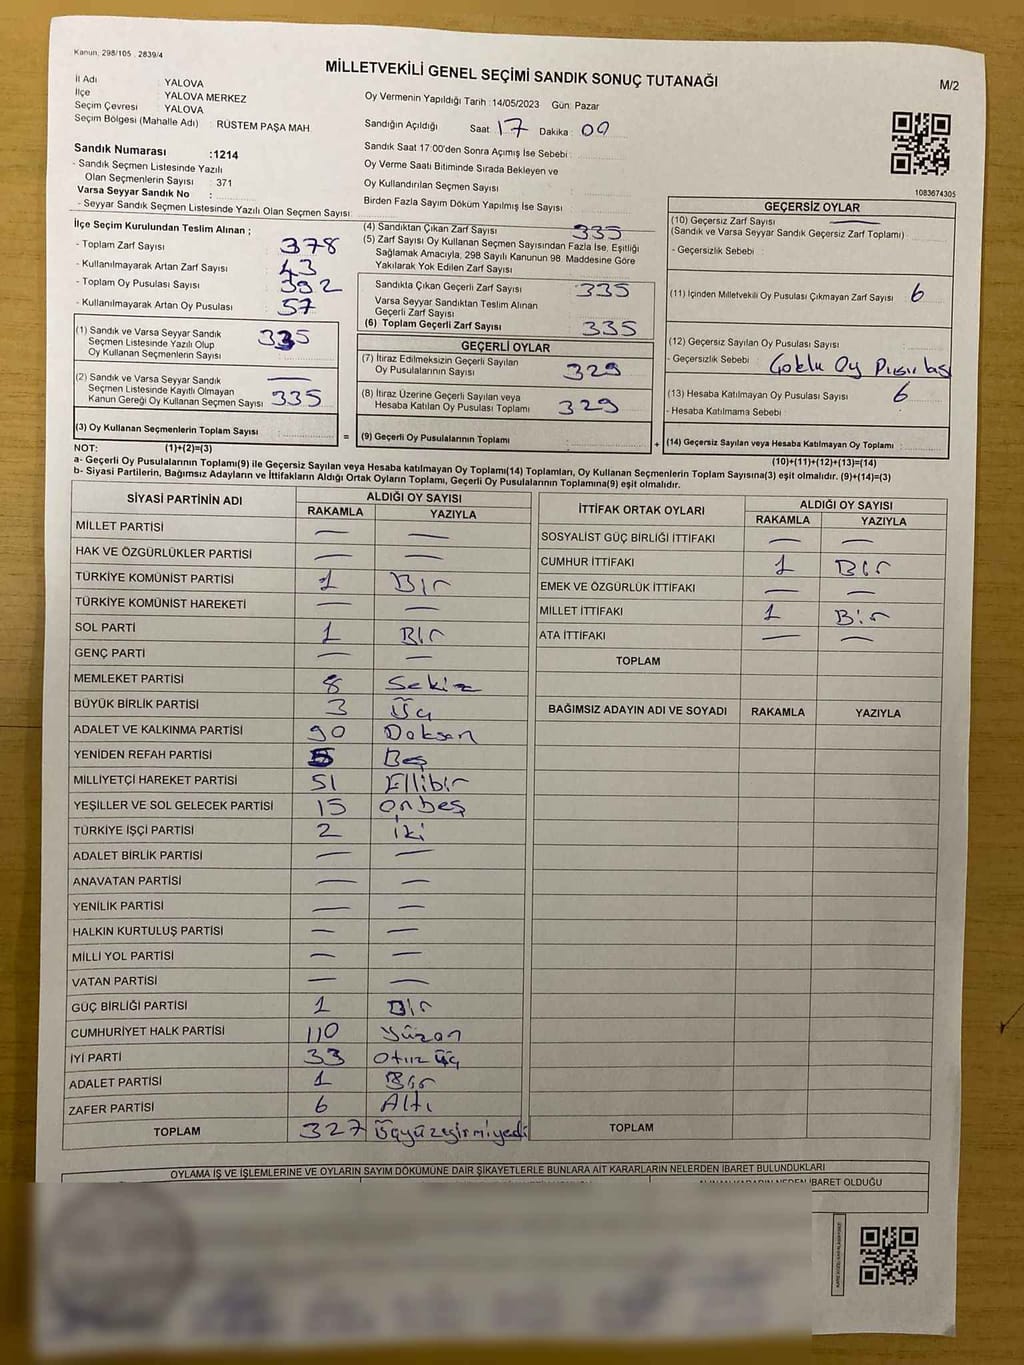 Kanun, 298/105 , 2839/4
MİLLETVEKİLİ GENEL SEÇİMİ SANDIK SONUÇ TUTANAĞI
M/2
İl Adı : YALOVA
İlçe : YALOVA MERKEZ
Seçim Çevresi : YALOVA
Seçim Bölgesi (Mahalle Adı) : RÜSTEM PAŞA MAH
Sandık Numarası :1214
- Sandık Seçmen Listesinde Yazılı
Olan Seçmenlerin Sayısı : 371
Varsa Seyyar Sandık No :
- Seyyar Sandık Seçmen Listesinde Yazılı Olan Seçmen Sayısı
Oy Vermenin Yapıldığı Tarih : 14/05/2023 Gün: Pazar
Sandığın Açıldığı Saat 17 Dakika : 09
Sandık Saat 17:00'den Sonra Açımış İse Sebebi :
Oy Verme Saati Bitiminde Sırada Bekleyen ve
Oy Kullandırılan Seçmen Sayısı
Birden Fazla Sayım Döküm Yapılmış İse Sayısı :
1083674305
İlçe Seçim Kurulundan Teslim Alınan ;
- Toplam Zarf Sayısı : 378
- Kullanılmayarak Artan Zarf Sayısı : 43
- Toplam Oy Pusulası Sayısı : 392
- Kullanılmayarak Artan Oy Pusulası : 57
(1) Sandık ve Varsa Seyyar Sandık
Seçmen Listesinde Yazılı Olup
Oy Kullanan Seçmenlerin Sayısı 335
(2) Sandık ve Varsa Seyyar Sandık
Seçmen Listesinde Kayıtlı Olmayan
Kanun Gereği Oy Kullanan Seçmen Sayısı 335
(3) Oy Kullanan Seçmenlerin Toplam Sayısı
(1)+(2)=(3)
(4) Sandıktan Çıkan Zarf Sayısı : 335
(5) Zarf Sayısı Oy Kullanan Seçmen Sayısından Fazla İse, Eşitliği
Sağlamak Amacıyla, 298 Sayılı Kanunun 98. Maddesine Göre
Yakılarak Yok Edilen Zarf Sayısı
Sandıkta Çıkan Geçerli Zarf Sayısı : 335
Varsa Seyyar Sandıktan Teslim Alınan
Geçerli Zarf Sayısı :
(6) Toplam Geçerli Zarf Sayısı : 335
GEÇERLİ OYLAR
(7) İtiraz Edilmeksizin Geçerli Sayılan
Oy Pusulalarının Sayısı : 329
(8) İtiraz Üzerine Geçerli Sayılan veya
Hesaba Katılan Oy Pusulası Toplamı : 329
= (9) Geçerli Oy Pusulalarının Toplamı :
GEÇERSİZ OYLAR
(10) Geçersiz Zarf Sayısı :
(Sandık ve Varsa Seyyar Sandık Geçersiz Zarf Toplamı)
- Geçersizlik Sebebi :
(11) İçinden Milletvekili Oy Pusulası Çıkmayan Zarf Sayısı : 6
(12) Geçersiz Sayılan Oy Pusulası Sayısı :
- Geçersizlik Sebebi : Çoklu Oy Pusulası
(13) Hesaba Katılmayan Oy Pusulası Sayısı : 6
- Hesaba Katılmama Sebebi :
+ (14) Geçersiz Sayılan veya Hesaba Katılmayan Oy Toplamı :
(10)+(11)+(12)+(13)=(14)
NOT:
a- Geçerli Oy Pusulalarının Toplamı(9) ile Geçersiz Sayılan veya Hesaba katılmayan Oy Toplamı(14) Toplamları, Oy Kullanan Seçmenlerin Toplam Sayısına(3) eşit olmalıdır. (9)+(14)=(3)
b- Siyasi Partilerin, Bağımsız Adayların ve İttifakların Aldığı Ortak Oyların Toplamı, Geçerli Oy Pusulalarının Toplamına(9) eşit olmalıdır.
SİYASİ PARTİNİN ADI ALDIĞI OY SAYISI
RAKAMLA YAZIYLA
MİLLET PARTİSİ — —
HAK VE ÖZGÜRLÜKLER PARTİSİ — —
TÜRKİYE KOMÜNİST PARTİSİ 1 Bir
TÜRKİYE KOMÜNİST HAREKETİ — —
SOL PARTİ 1 Bir
GENÇ PARTİ — —
MEMLEKET PARTİSİ 8 Sekiz
BÜYÜK BİRLİK PARTİSİ 3 Üç
ADALET VE KALKINMA PARTİSİ 90 Doksan
YENİDEN REFAH PARTİSİ 5 Beş
MİLLİYETÇİ HAREKET PARTİSİ 51 Ellibir
YEŞİLLER VE SOL GELECEK PARTİSİ 15 onbeş
TÜRKİYE İŞÇİ PARTİSİ 2 İki
ADALET BİRLİK PARTİSİ — —
ANAVATAN PARTİSİ — —
YENİLİK PARTİSİ — —
HALKIN KURTULUŞ PARTİSİ — —
MİLLİ YOL PARTİSİ — —
VATAN PARTİSİ — —
GÜÇ BİRLİĞİ PARTİSİ 1 Bir
CUMHURİYET HALK PARTİSİ 110 Yüzon
İYİ PARTİ 33 Otuz üç
ADALET PARTİSİ 1 Bir
ZAFER PARTİSİ 6 Altı
TOPLAM 327 Üçyüzyirmiyedi
İTTİFAK ORTAK OYLARI ALDIĞI OY SAYISI
RAKAMLA YAZIYLA
SOSYALİST GÜÇ BİRLİĞİ İTTİFAKI — —
CUMHUR İTTİFAKI 1 Bir
EMEK VE ÖZGÜRLÜK İTTİFAKI — —
MİLLET İTTİFAKI 1 Bir
ATA İTTİFAKI — —
TOPLAM
BAĞIMSIZ ADAYIN ADI VE SOYADI RAKAMLA YAZIYLA
TOPLAM
OYLAMA İŞ VE İŞLEMLERİNE VE OYLARIN SAYIM DÖKÜMÜNE DAİR ŞİKAYETLERLE BUNLARA AİT KARARLARIN NELERDEN İBARET BULUNDUKLARI
ALINAN KARARIN NEDEN İBARET OLDUĞU